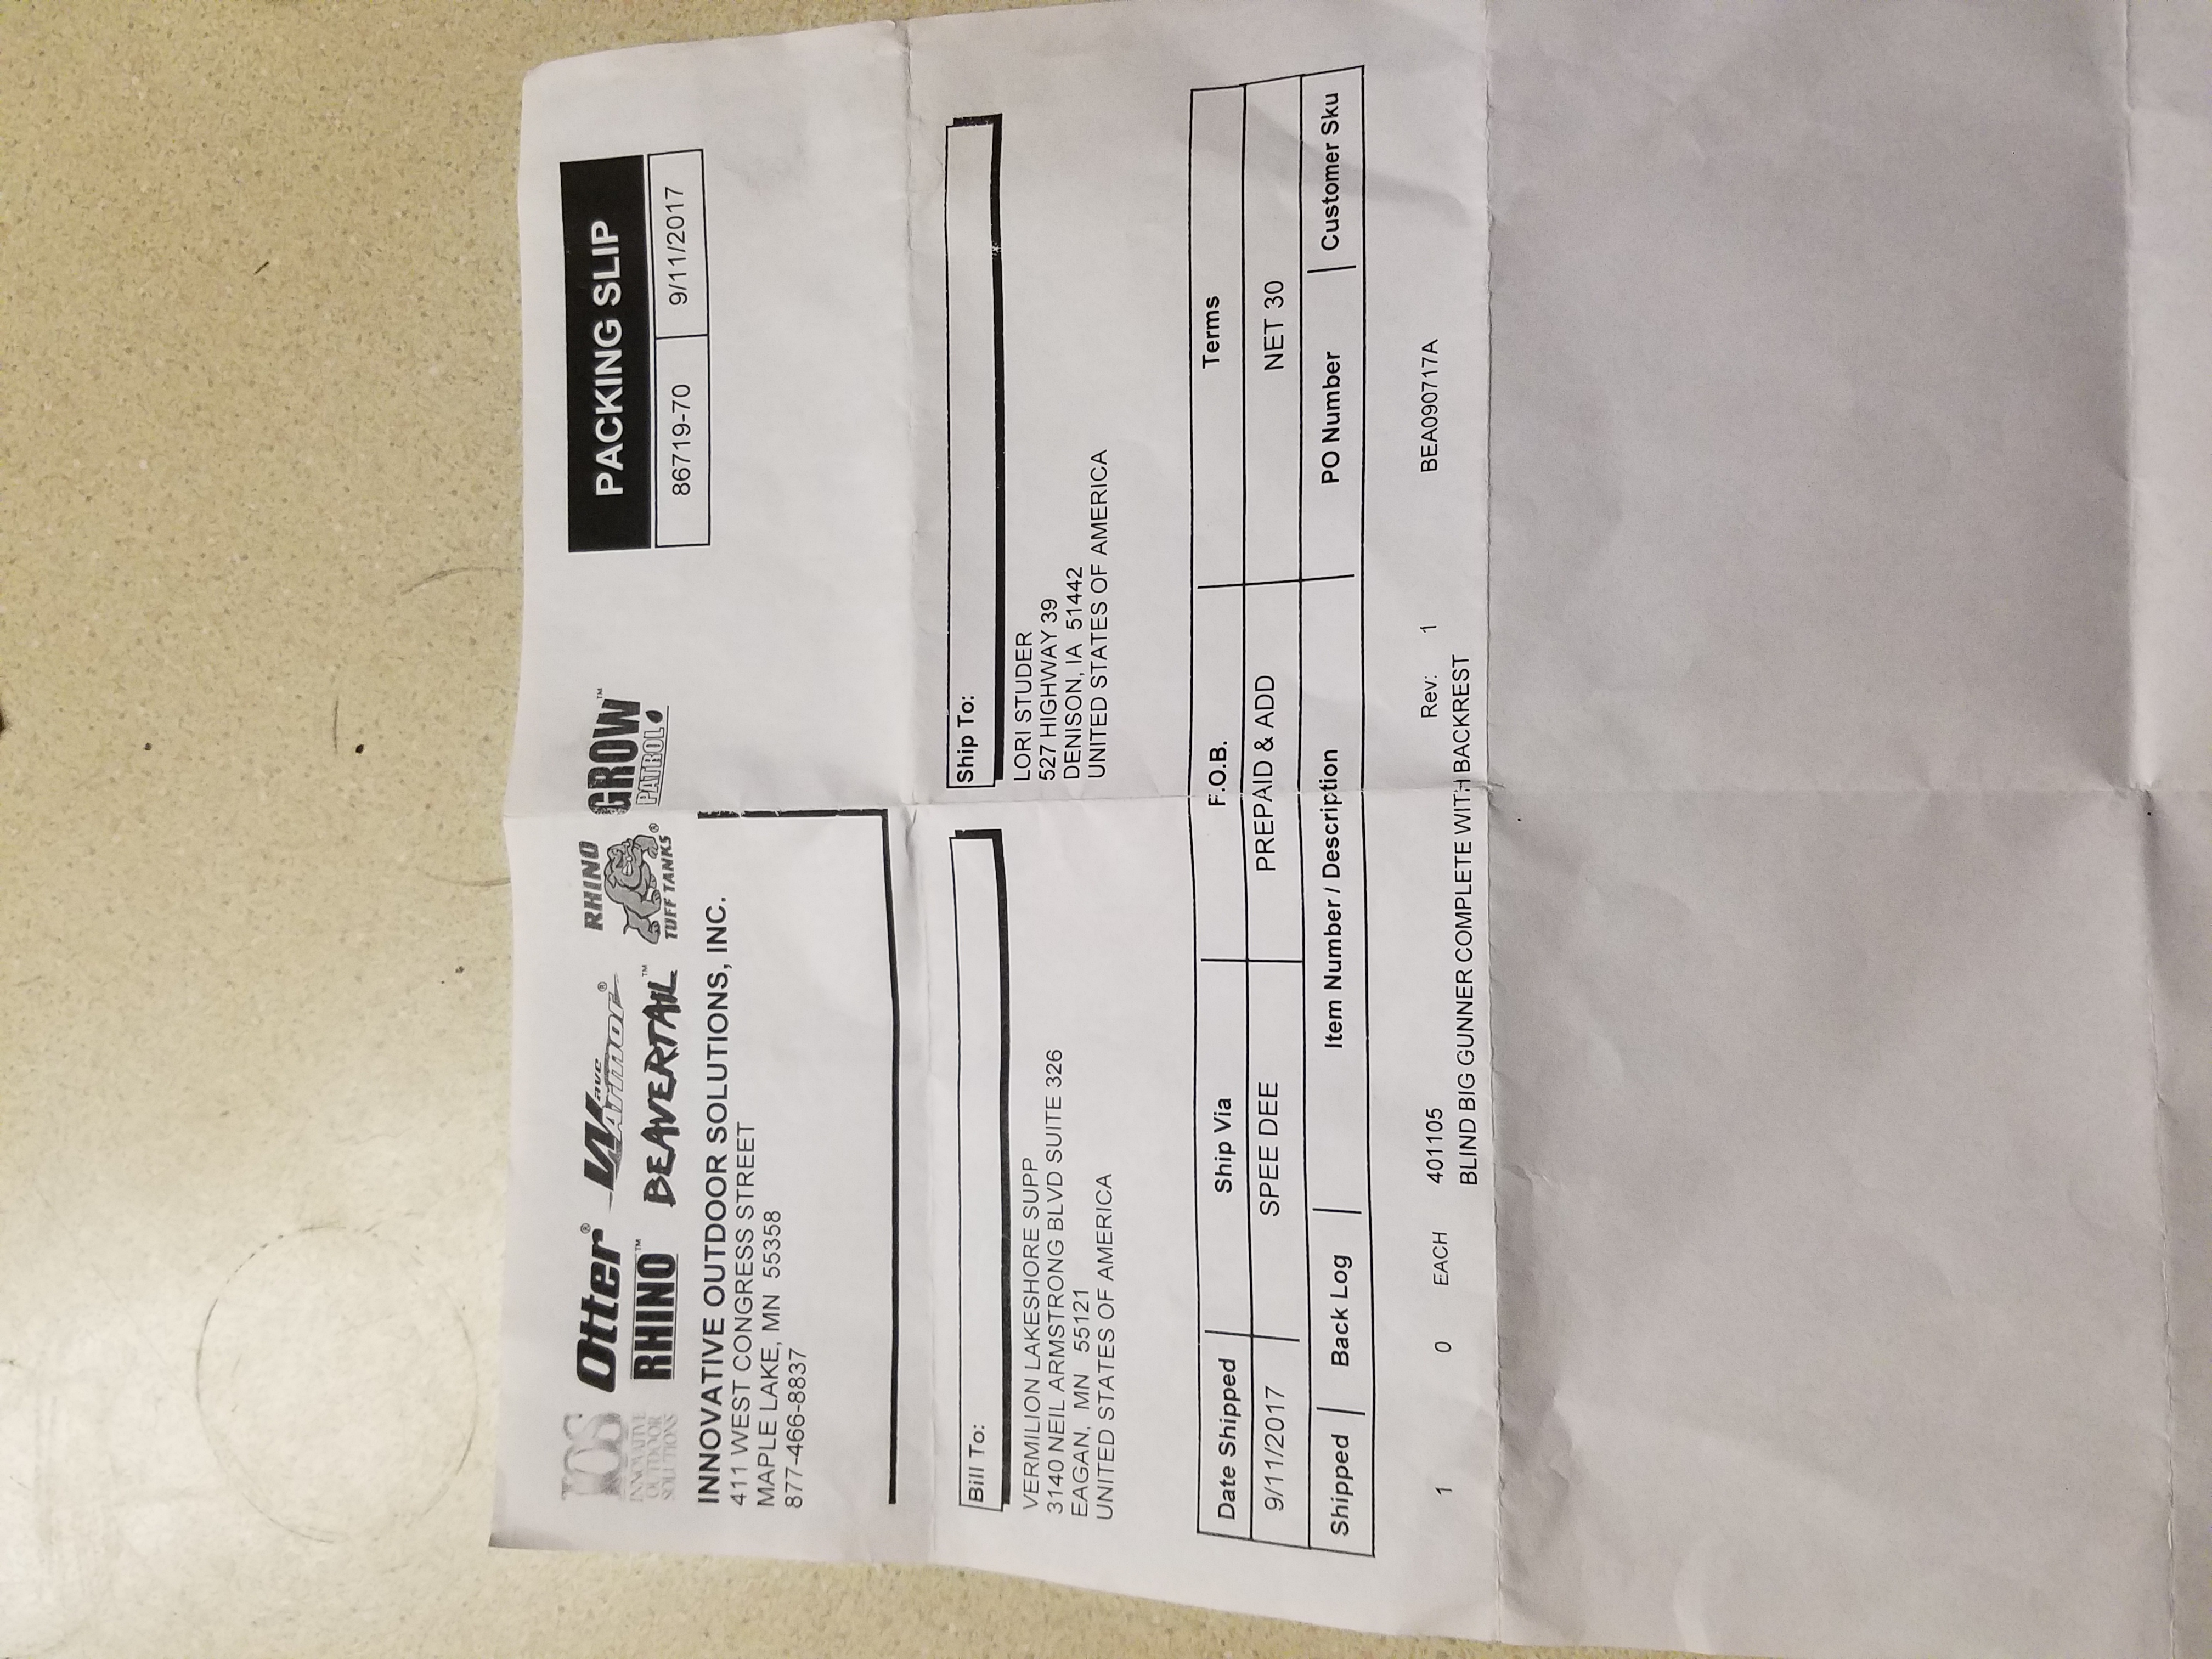 IOS
INNOVATIVE
OUTDOOR
SOLUTIONS
Otter®
Wave
Armor®
RHINO
TUFF TANKS®
GROW™
PATROL
RHINO™
BEAVERTAIL™
PACKING SLIP
86719-70 9/11/2017
INNOVATIVE OUTDOOR SOLUTIONS, INC.
411 WEST CONGRESS STREET
MAPLE LAKE, MN 55358
877-466-8837
Bill To:
VERMILION LAKESHORE SUPP
3140 NEIL ARMSTRONG BLVD SUITE 326
EAGAN, MN 55121
UNITED STATES OF AMERICA
Ship To:
LORI STUDER
527 HIGHWAY 39
DENISON, IA 51442
UNITED STATES OF AMERICA
Date Shipped Ship Via F.O.B. Terms
9/11/2017 SPEE DEE PREPAID & ADD NET 30
Shipped Back Log Item Number / Description PO Number Customer Sku
1 0 EACH 401105 Rev: 1 BEA090717A
BLIND BIG GUNNER COMPLETE WITH BACKREST